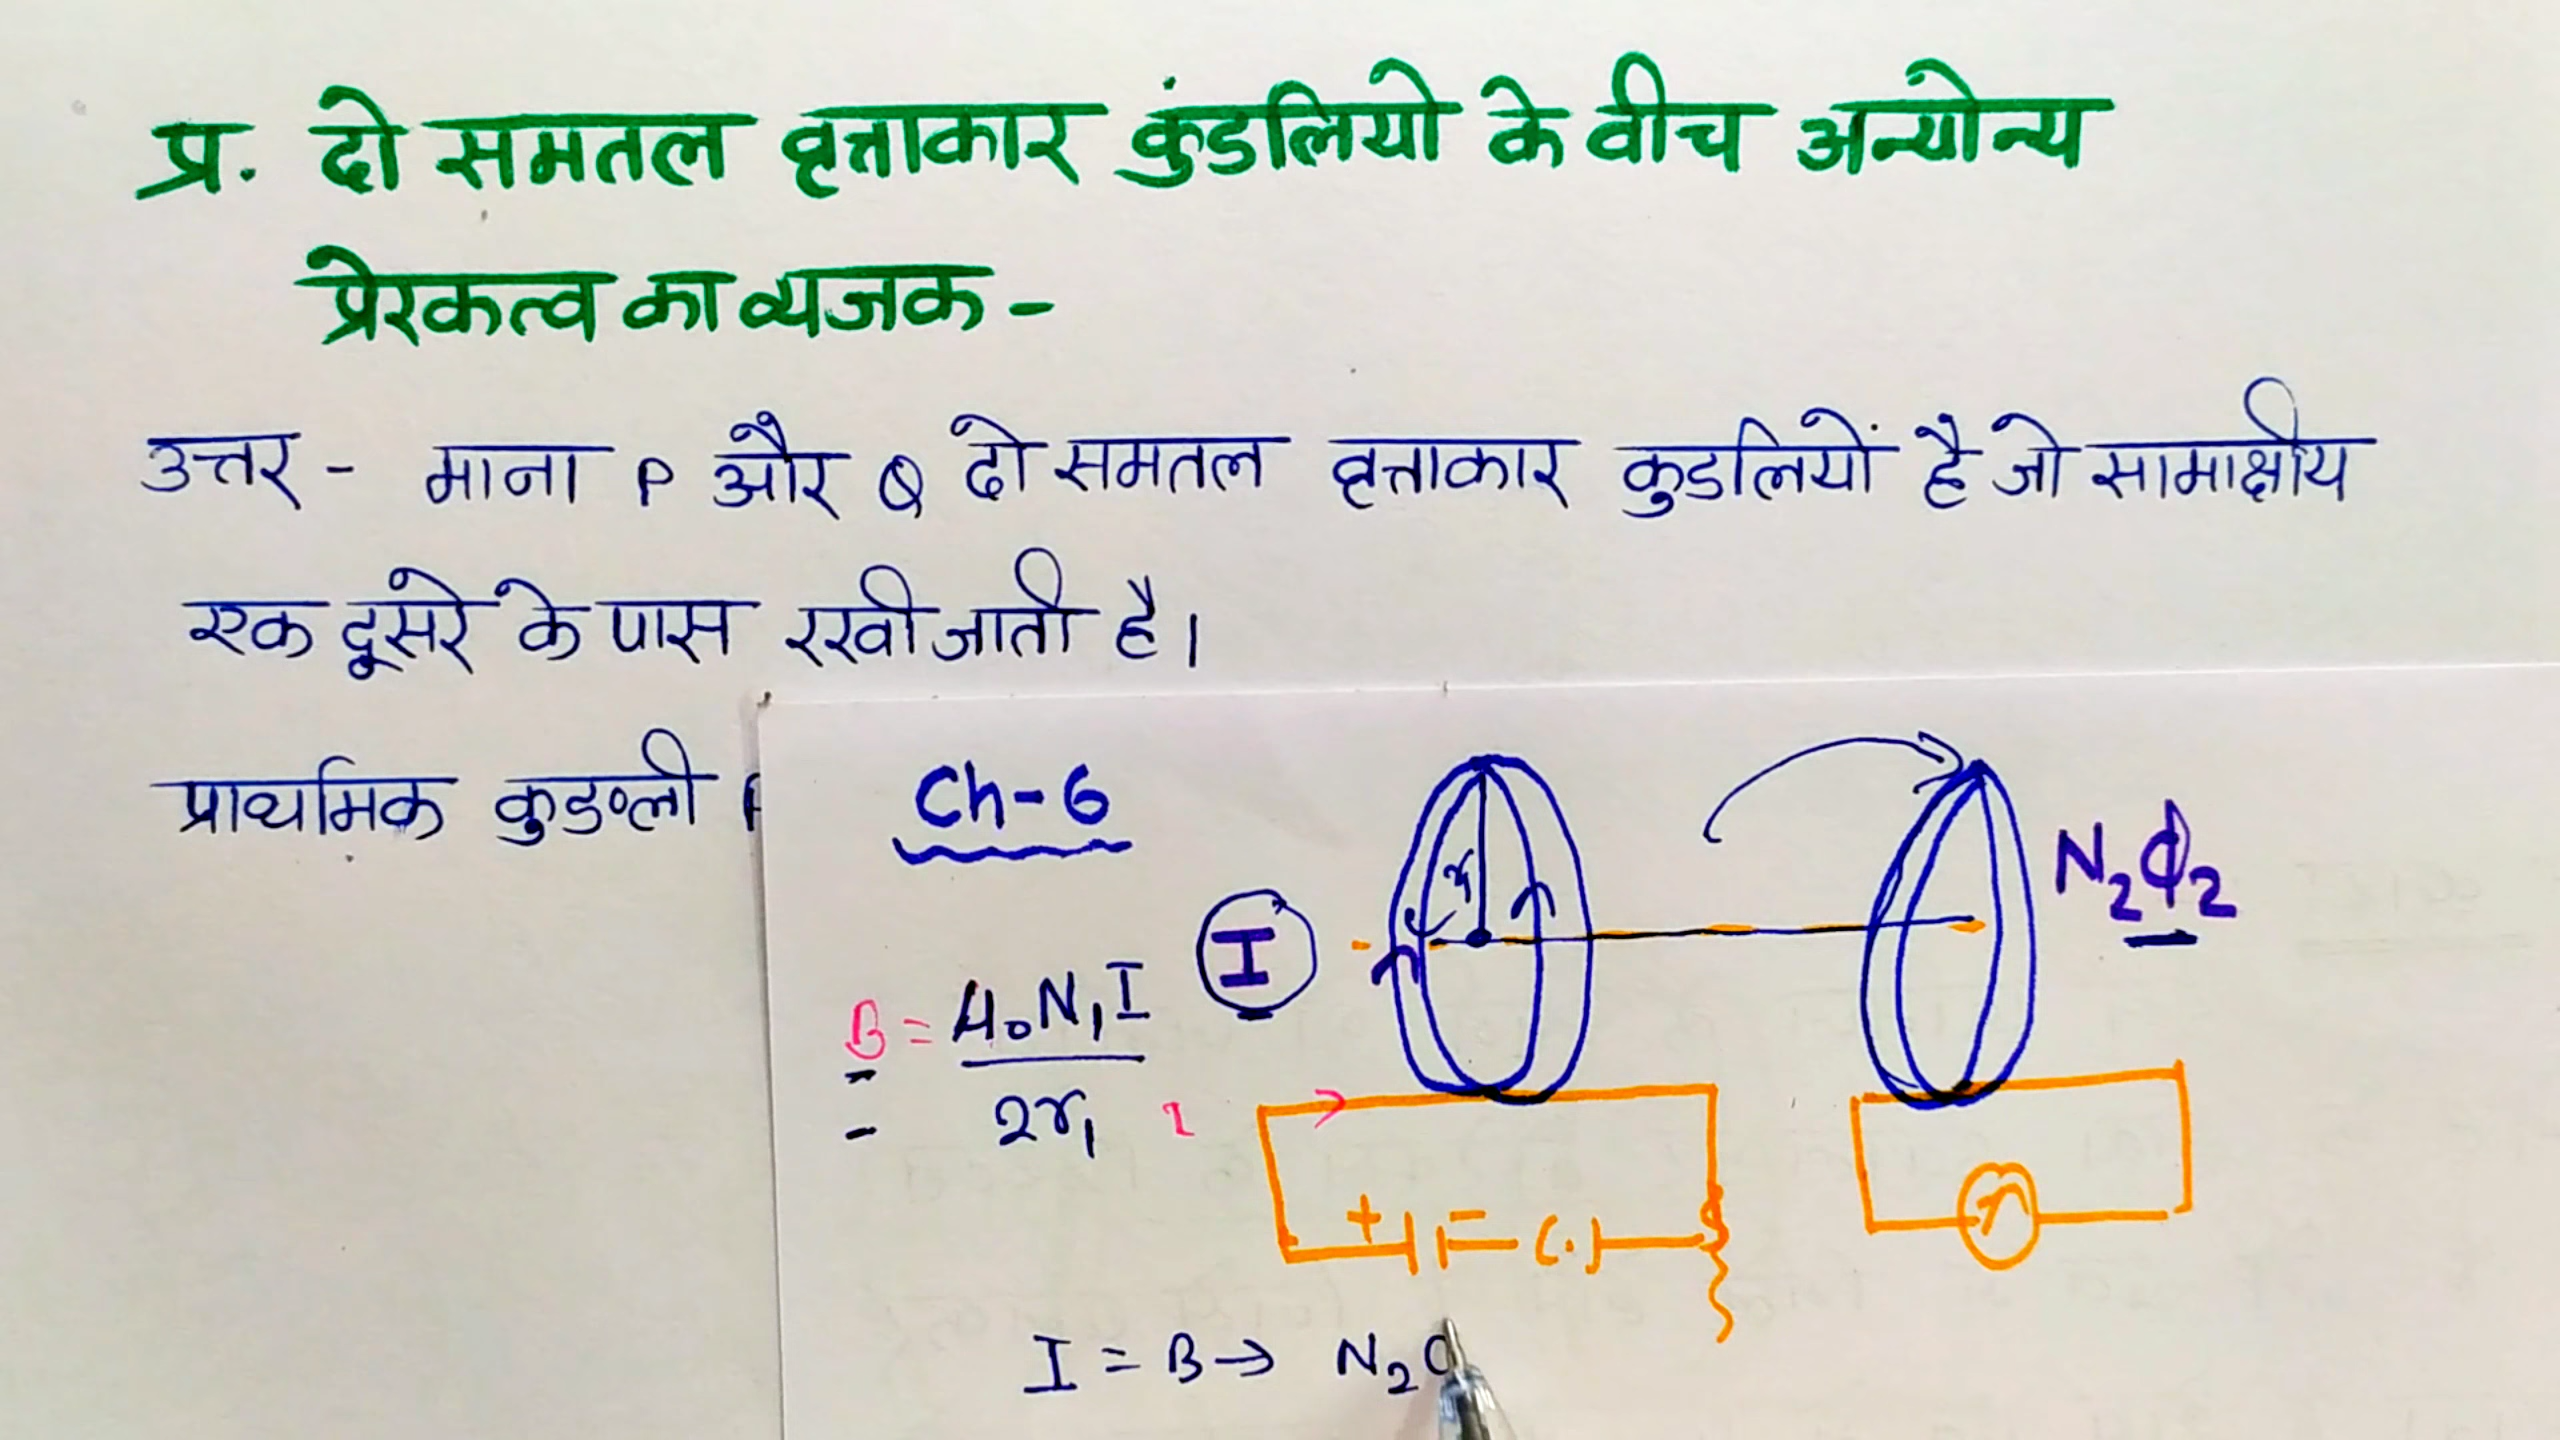 प्र. दो समतल वृत्ताकार कुंडलियो के वीच अन्योन्य
प्रेरकत्व का व्यजक -
उत्तर - माना P और Q दो समतल वृत्ताकार कुडलियों है जो सामाक्षीय
एक दूसरे के पास रखी जाती है।
प्राथमिक कुडण्ली P
Ch-6
N₂ϕ₂
r
I
B = μ₀N₁I
2r₁
I
+ -
I = B → N₂